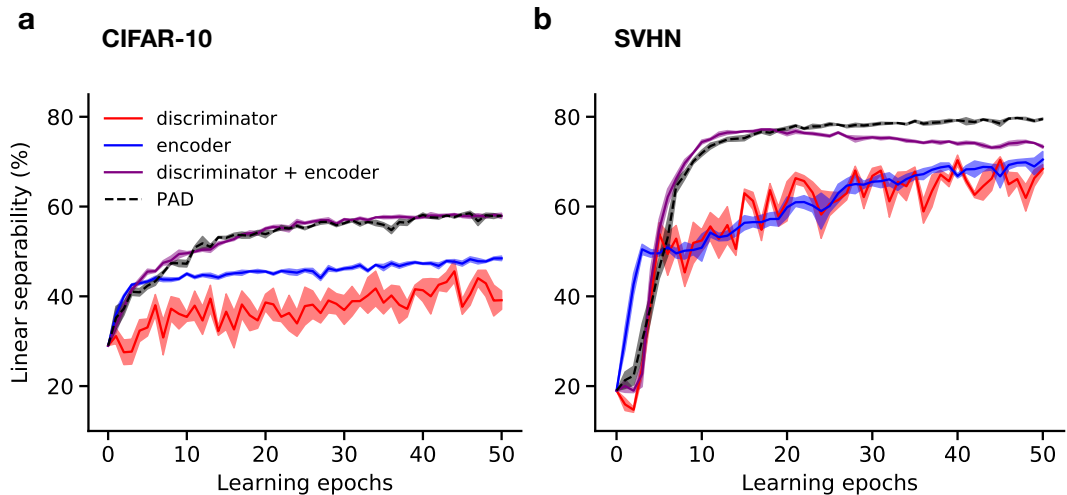 a
CIFAR-10
Linear separability (%)
80
60
40
20
discriminator
encoder
discriminator + encoder
PAD
0 10 20 30 40 50
Learning epochs
b
SVHN
80
60
40
20
0 10 20 30 40 50
Learning epochs